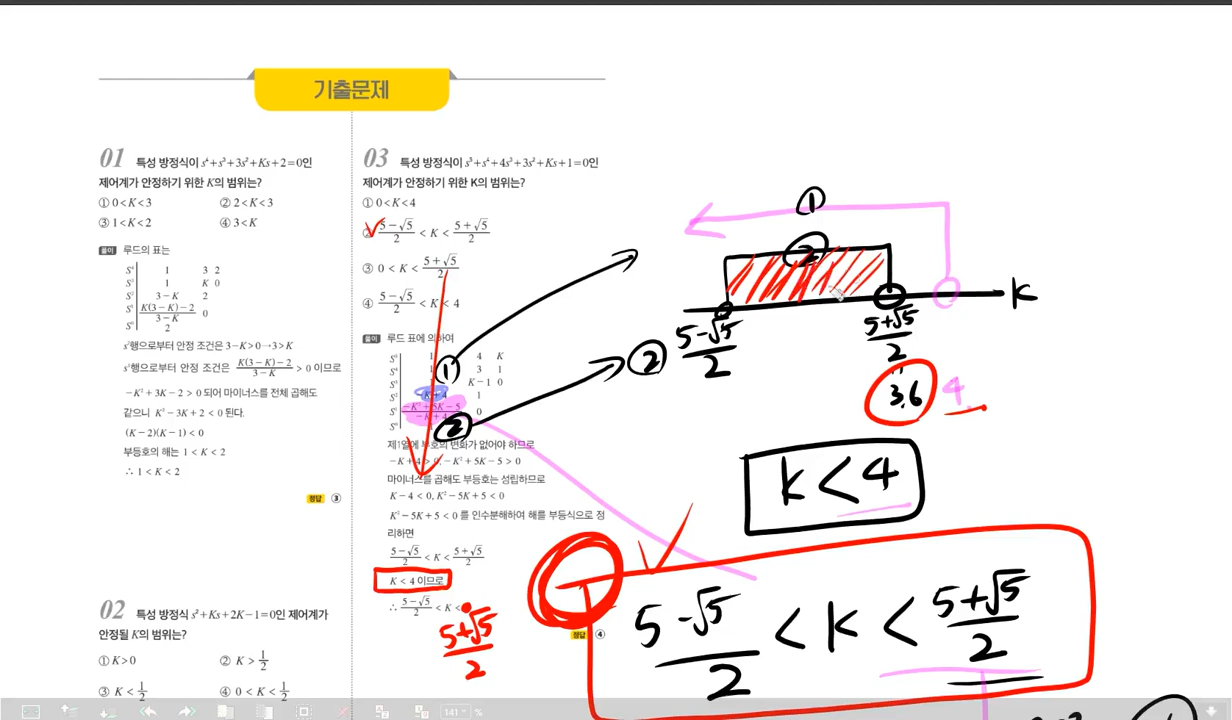 기출문제
01 특성 방정식이 s⁴+s³+3s²+Ks+2=0인
제어계가 안정하기 위한 K의 범위는?
① 0<K<3 ② 2<K<3
③ 1<K<2 ④ 3<K
풀이 루드의 표는
S⁴ 1 3 2
1 K 0
3-K 2
K(3-K)-2 / 3-K 0
S⁰ 2
s²행으로부터 안정 조건은 3-K>0→3>K
s¹행으로부터 안정 조건은 K(3-K)-2 / 3-K >0 이므로
-K²+3K-2>0 되어 마이너스를 전체 곱해도
같으니 K²-3K+2<0 된다.
(K-2)(K-1)<0
부등호의 해는 1<K<2
∴ 1<K<2
정답 ③
02 특성 방정식 s²+Ks+2K-1=0인 제어계가
안정될 K의 범위는?
① K>0 ② K>1/2
③ K<1/2 ④ 0<K<1/2
03 특성 방정식이 s⁵+s⁴+4s³+3s²+Ks+1=0인
제어계가 안정하기 위한 K의 범위는?
① 0<K<4
5-√5 / 2 <K< 5+√5 / 2
③ 0<K< 5+√5 / 2
④ 5-√5 / 2 <K<4
풀이 루드 표에 의하여
4 K
3 1
K-1 0
1
-K²+5K-5 / -K+4 0
제1열에 부호의 변화가 없어야 하므로
-K+4>0, -K²+5K-5>0
마이너스를 곱해도 부등호는 성립하므로
K-4<0, K²-5K+5<0
K²-5K+5<0를 인수분해하여 해를 부등식으로 정
리하면
5-√5 / 2 <K< 5+√5 / 2
K<4 이므로
∴ 5-√5 / 2 <K<
5+√5 / 2
정답 ④
①
②
①
②
K
5-√5 / 2
5+√5 / 2
②
3.6 4
k<4
5-√5 / 2 < k < 5+√5 / 2
141 %